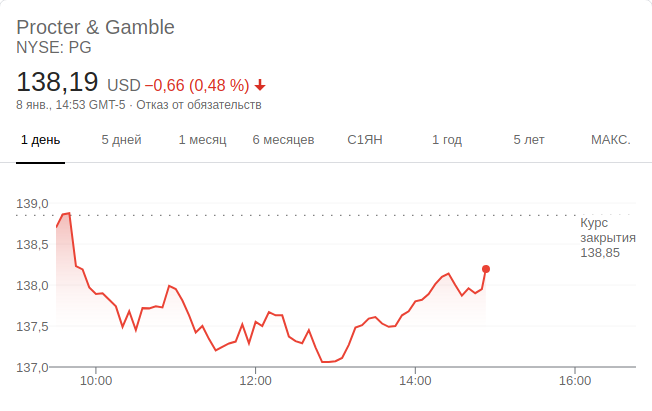 Procter & Gamble
NYSE: PG
138,19 USD −0,66 (0,48 %)
8 янв., 14:53 GMT-5 · Отказ от обязательств
1 день 5 дней 1 месяц 6 месяцев С1ЯН 1 год 5 лет МАКС.
139,0
Курс
закрытия
138,85
138,5
138,0
137,5
137,0
10:00 12:00 14:00 16:00